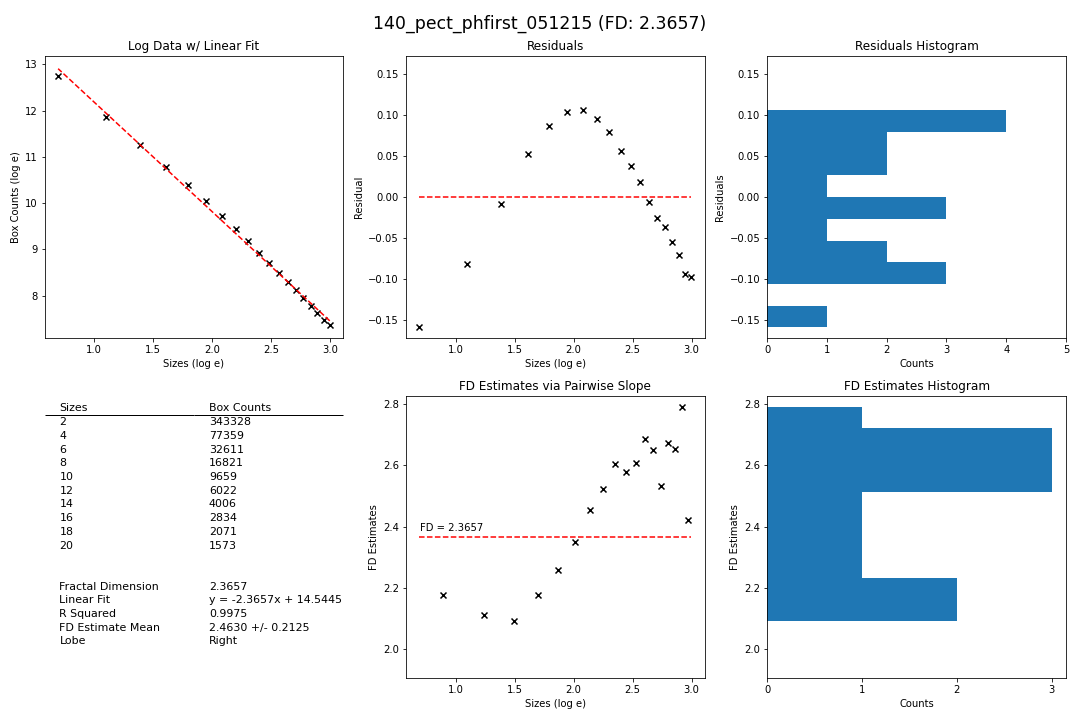 140_pect_phfirst_051215 (FD: 2.3657)
Log Data w/ Linear Fit
Box Counts (log e)
13
12
11
10
9
8
1.0 1.5 2.0 2.5 3.0
Sizes (log e)
Residuals
Residual
0.15
0.10
0.05
0.00
−0.05
−0.10
−0.15
1.0 1.5 2.0 2.5 3.0
Sizes (log e)
Residuals Histogram
Residuals
0.15
0.10
0.05
0.00
−0.05
−0.10
−0.15
0 1 2 3 4 5
Counts
Sizes Box Counts
2 343328
4 77359
6 32611
8 16821
10 9659
12 6022
14 4006
16 2834
18 2071
20 1573
Fractal Dimension 2.3657
Linear Fit y = -2.3657x + 14.5445
R Squared 0.9975
FD Estimate Mean 2.4630 +/- 0.2125
Lobe Right
FD Estimates via Pairwise Slope
FD Estimates
2.8
2.6
2.4
2.2
2.0
FD = 2.3657
1.0 1.5 2.0 2.5 3.0
Sizes (log e)
FD Estimates Histogram
FD Estimates
2.8
2.6
2.4
2.2
2.0
0 1 2 3
Counts